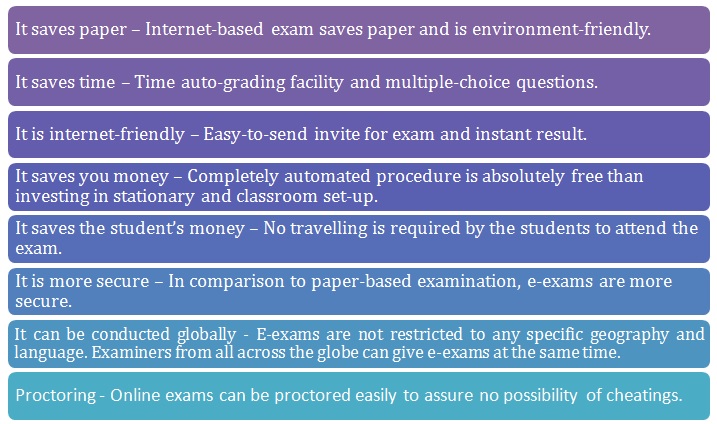 It saves paper – Internet-based exam saves paper and is environment-friendly.
It saves time – Time auto-grading facility and multiple-choice questions.
It is internet-friendly – Easy-to-send invite for exam and instant result.
It saves you money – Completely automated procedure is absolutely free than
investing in stationary and classroom set-up.
It saves the student’s money – No travelling is required by the students to attend the
exam.
It is more secure – In comparison to paper-based examination, e-exams are more
secure.
It can be conducted globally - E-exams are not restricted to any specific geography and
language. Examiners from all across the globe can give e-exams at the same time.
Proctoring - Online exams can be proctored easily to assure no possibility of cheatings.